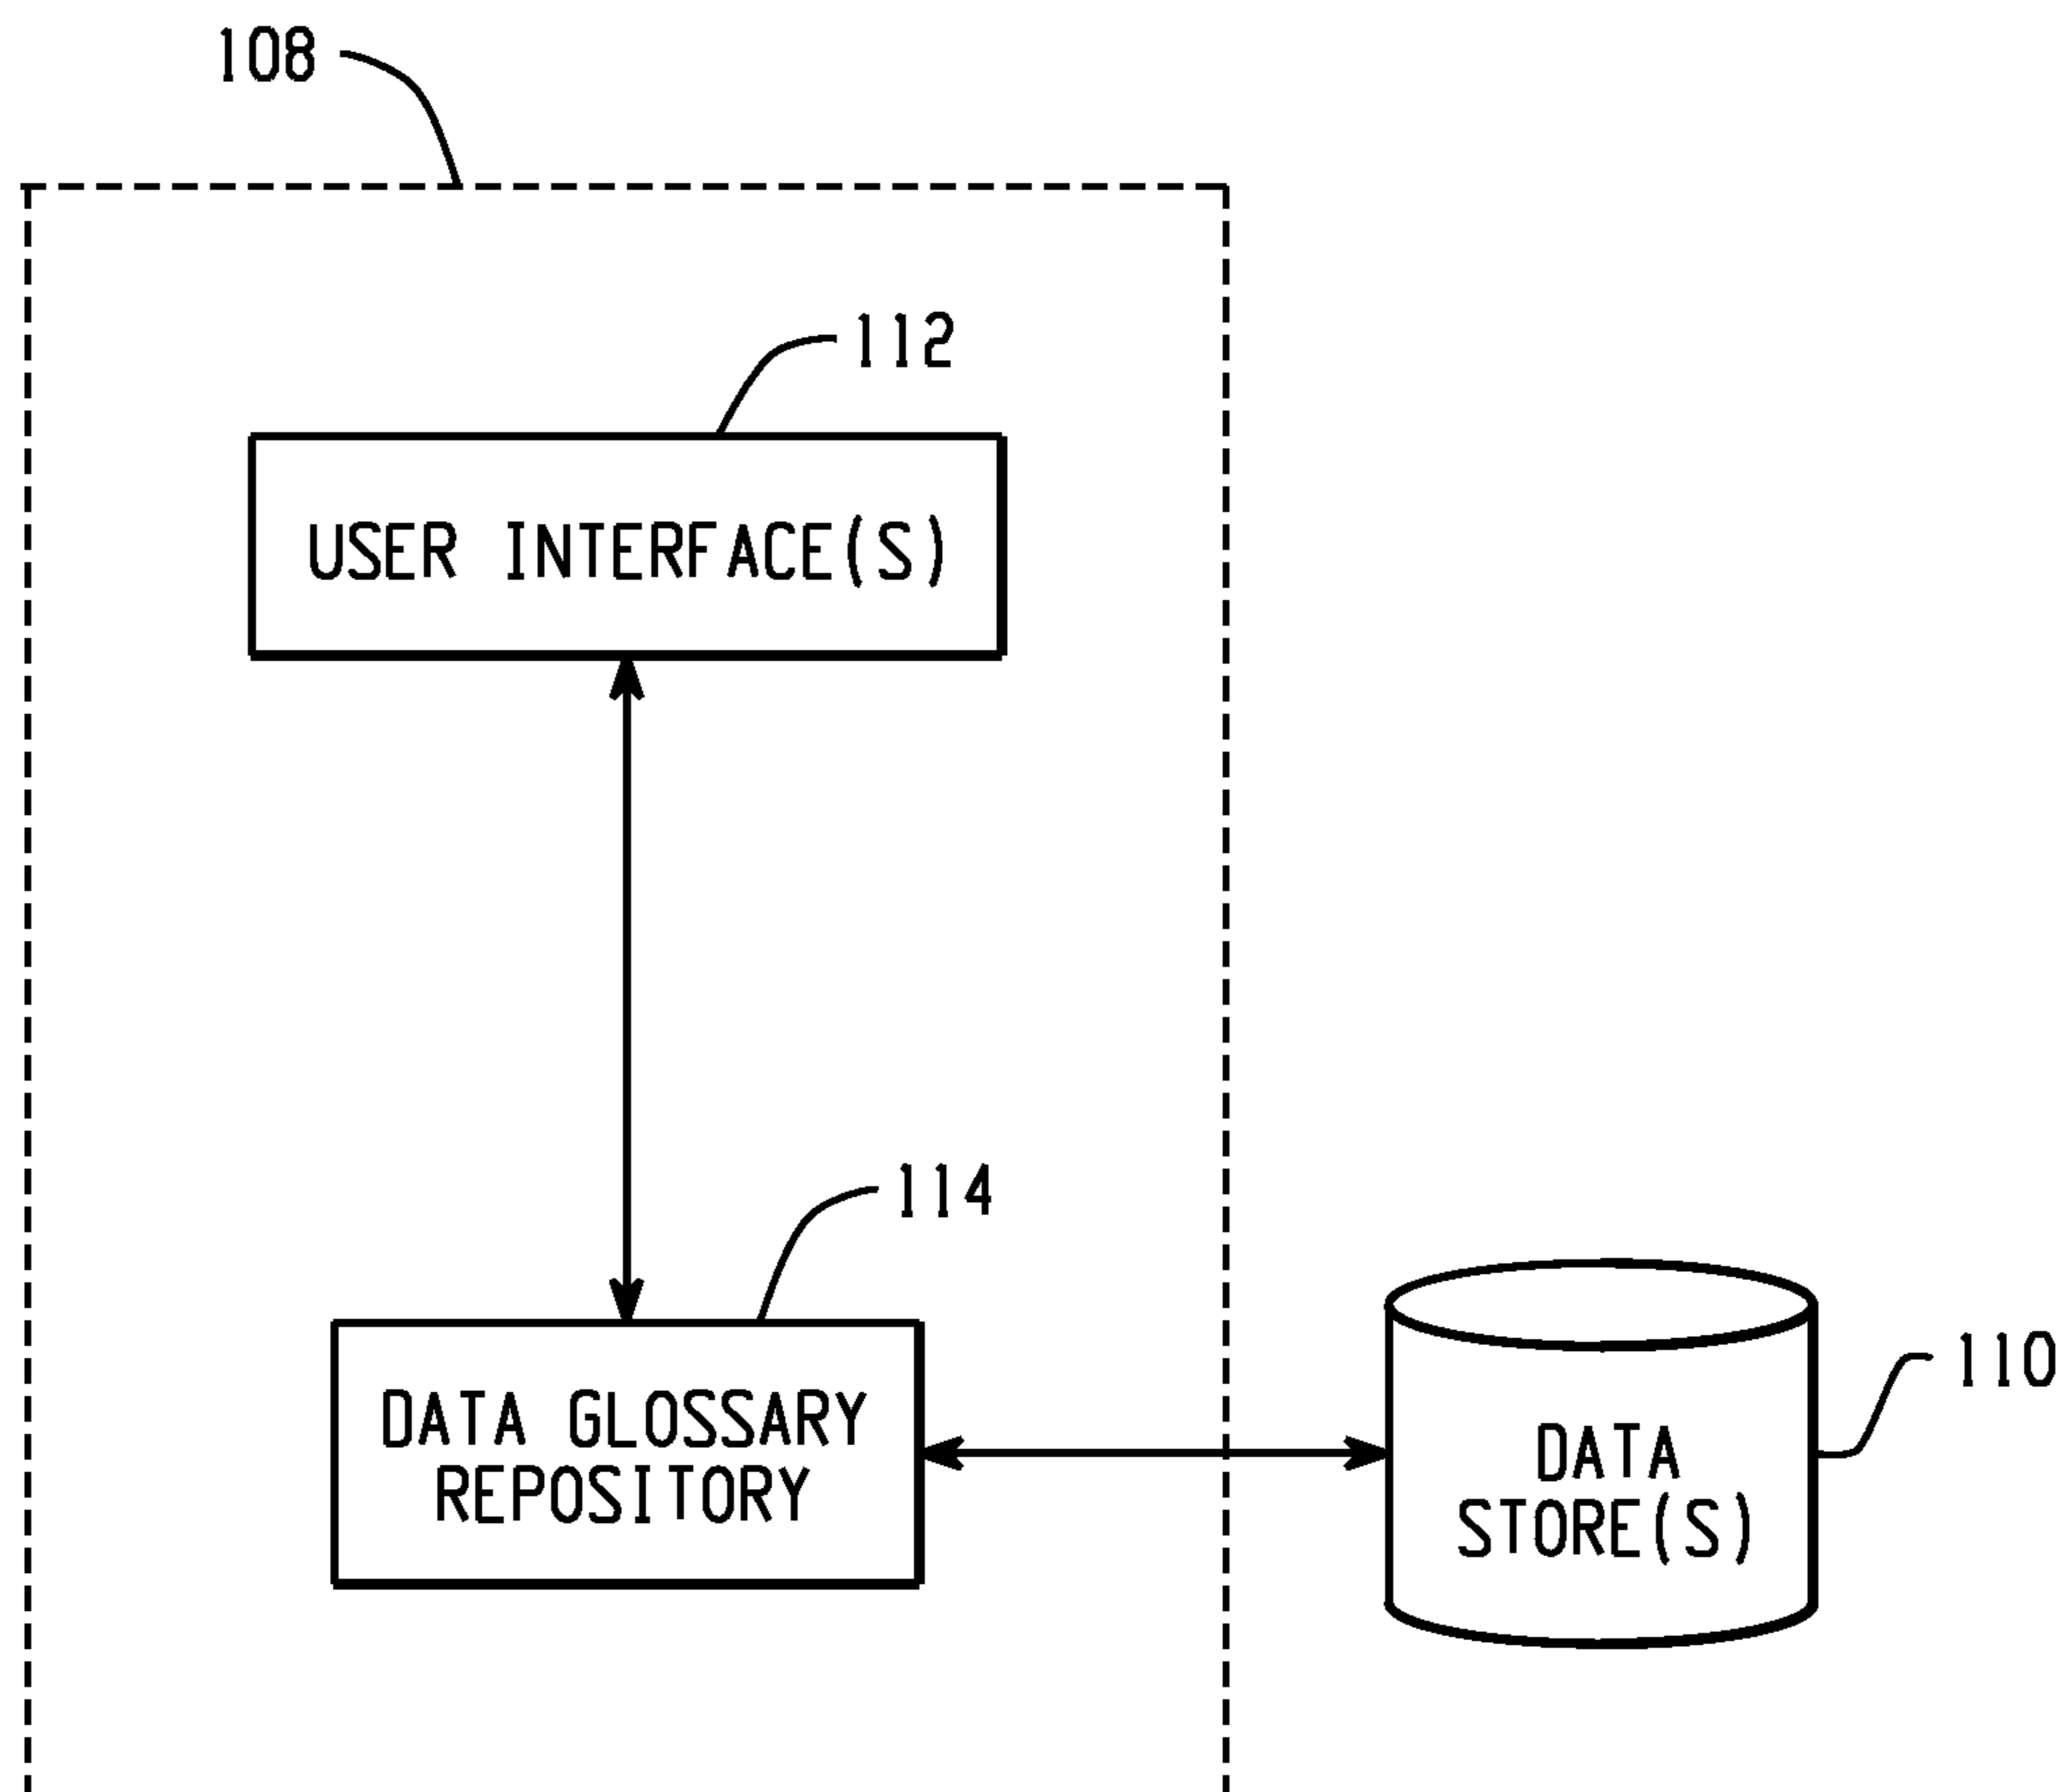 108
112
USER INTERFACE(S)
114
DATA GLOSSARY
REPOSITORY
110
DATA
STORE(S)